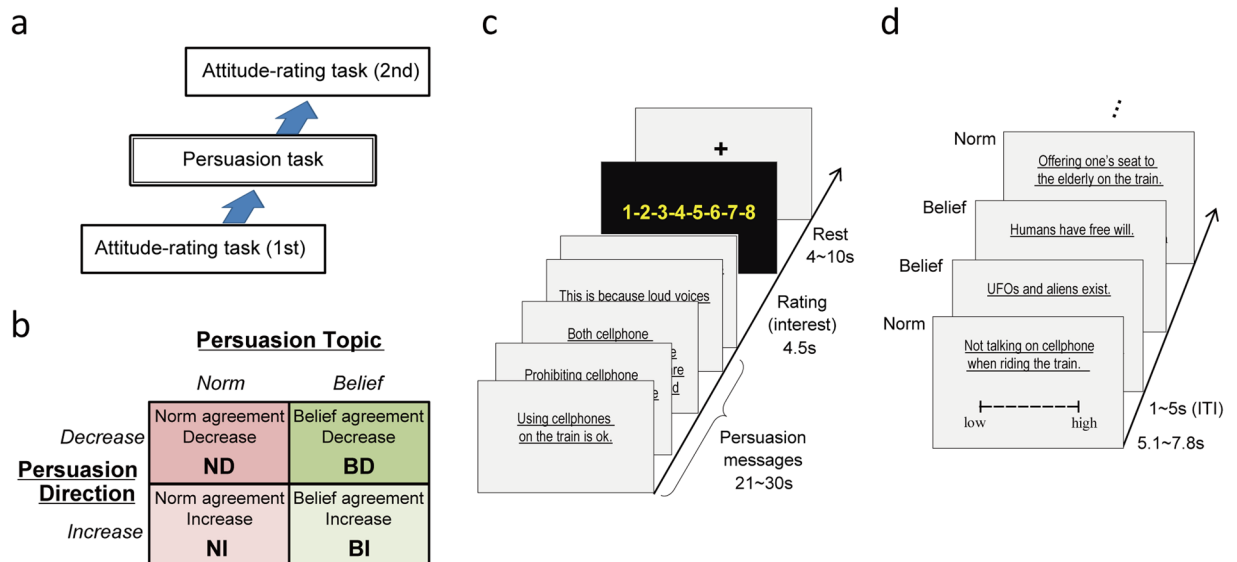 a
Attitude-rating task (2nd)
Persuasion task
Attitude-rating task (1st)
b
Persuasion Topic
Norm
Belief
Decrease
Persuasion
Direction
Increase
Norm agreement
Decrease
ND
Belief agreement
Decrease
BD
Norm agreement
Increase
NI
Belief agreement
Increase
BI
c
+
1-2-3-4-5-6-7-8
This is because loud voices
Both cellphone
Prohibiting cellphone
Using cellphones
on the train is ok.
Rest
4~10s
Rating
(interest)
4.5s
Persuasion
messages
21~30s
d
Norm
Offering one's seat to
the elderly on the train.
Belief
Humans have free will.
Belief
UFOs and aliens exist.
Norm
Not talking on cellphone
when riding the train.
low
high
1~5s (ITI)
5.1~7.8s